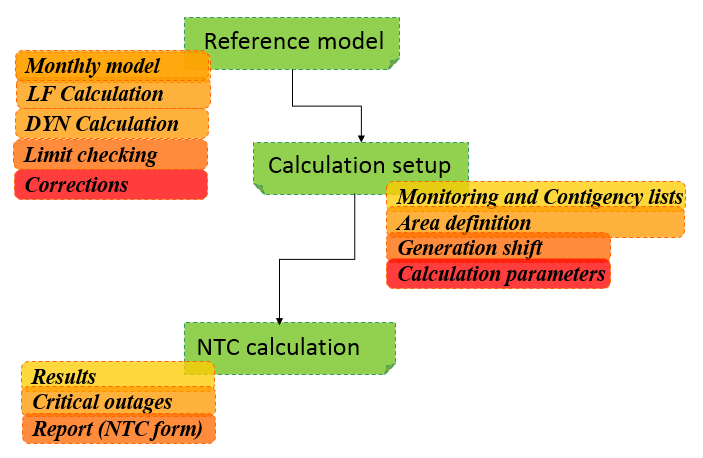 Reference model
Monthly model
LF Calculation
DYN Calculation
Limit checking
Corrections
Calculation setup
Monitoring and Contigency lists
Area definition
Generation shift
Calculation parameters
NTC calculation
Results
Critical outages
Report (NTC form)